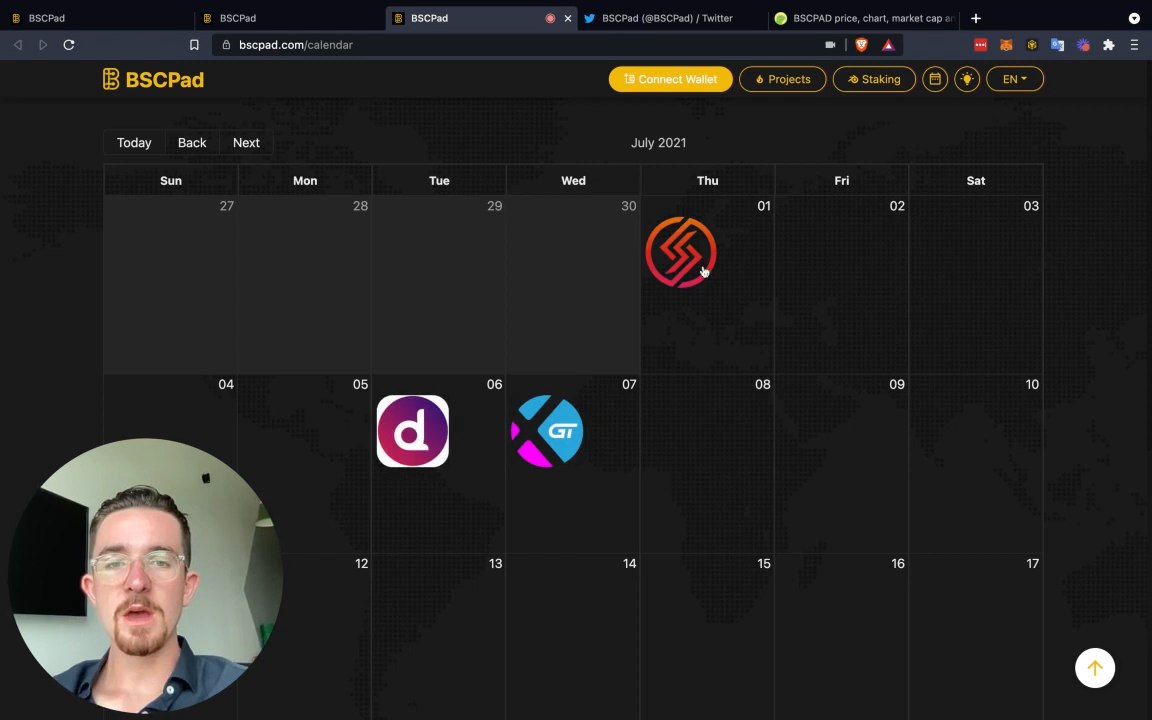 BSCPad BSCPad BSCPad BSCPad (@BSCPad) / Twitter BSCPAD price, chart, market cap an
bscpad.com/calendar
BSCPad Connect Wallet Projects Staking EN
Today Back Next July 2021
Sun Mon Tue Wed Thu Fri Sat
27 28 29 30 01 02 03
04 05 06 07 08 09 10
d GT
12 13 14 15 16 17